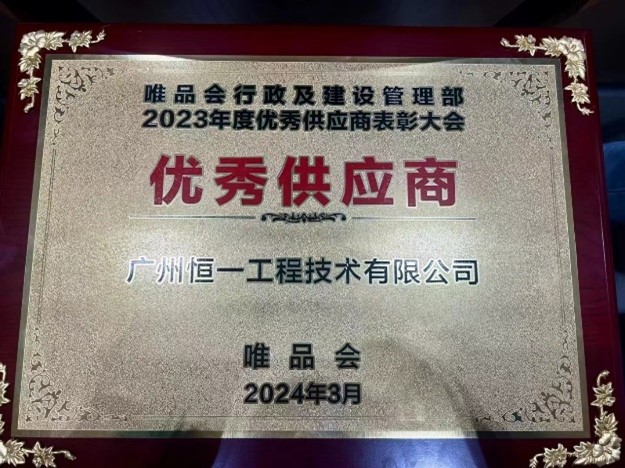 唯品会行政及建设管理部
2023年度优秀供应商表彰大会
优秀供应商
广州恒一工程技术有限公司
唯品会
2024年3月